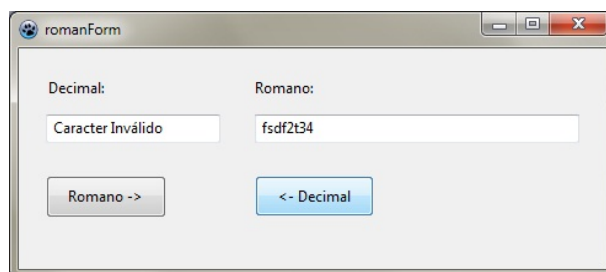 romanForm
Decimal: Romano:
Caracter Inválido fsdf2t34
Romano -> <- Decimal